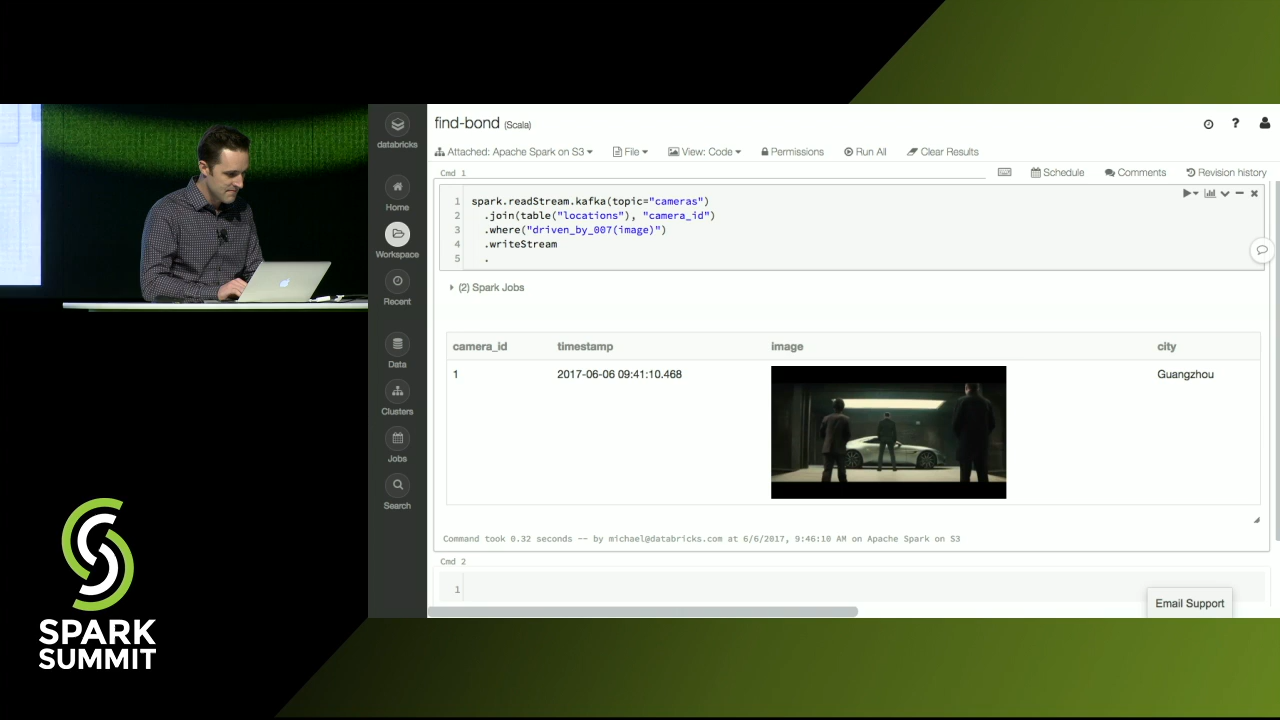 find-bond (Scala)
Attached: Apache Spark on S3 File View: Code Permissions Run All Clear Results
Schedule Comments Revision history
Cmd 1
1 spark.readStream.kafka(topic="cameras")
2 .join(table("locations"), "camera_id")
3 .where("driven_by_007(image)")
4 .writeStream
5 .
(2) Spark Jobs
camera_id timestamp image city
1 2017-06-06 09:41:10.468 Guangzhou
Command took 0.32 seconds -- by michael@databricks.com at 6/6/2017, 9:46:10 AM on Apache Spark on S3
Cmd 2
1
Email Support
databricks
Home
Workspace
Recent
Data
Clusters
Jobs
Search
SPARK
SUMMIT